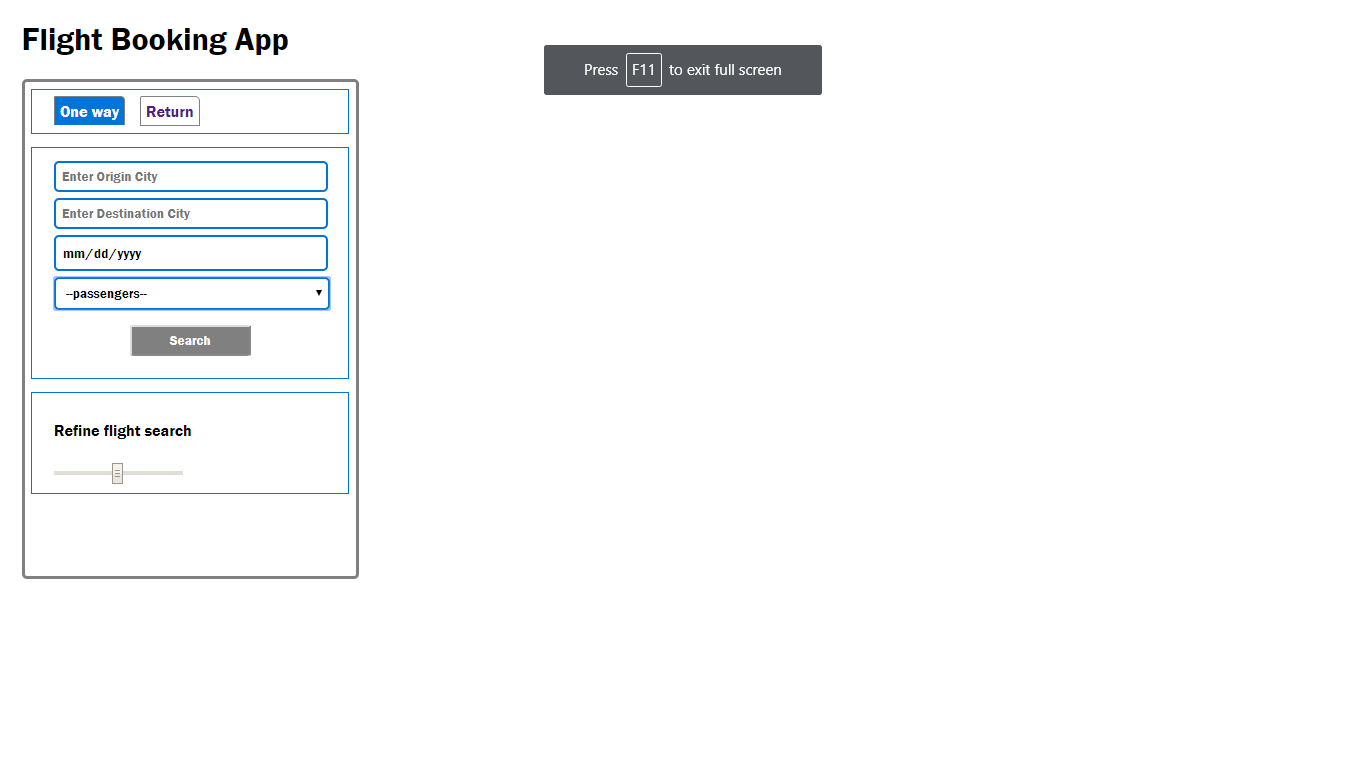 Flight Booking App
Press F11 to exit full screen
One way Return
Enter Origin City
Enter Destination City
mm/dd/yyyy
--passengers--
Search
Refine flight search